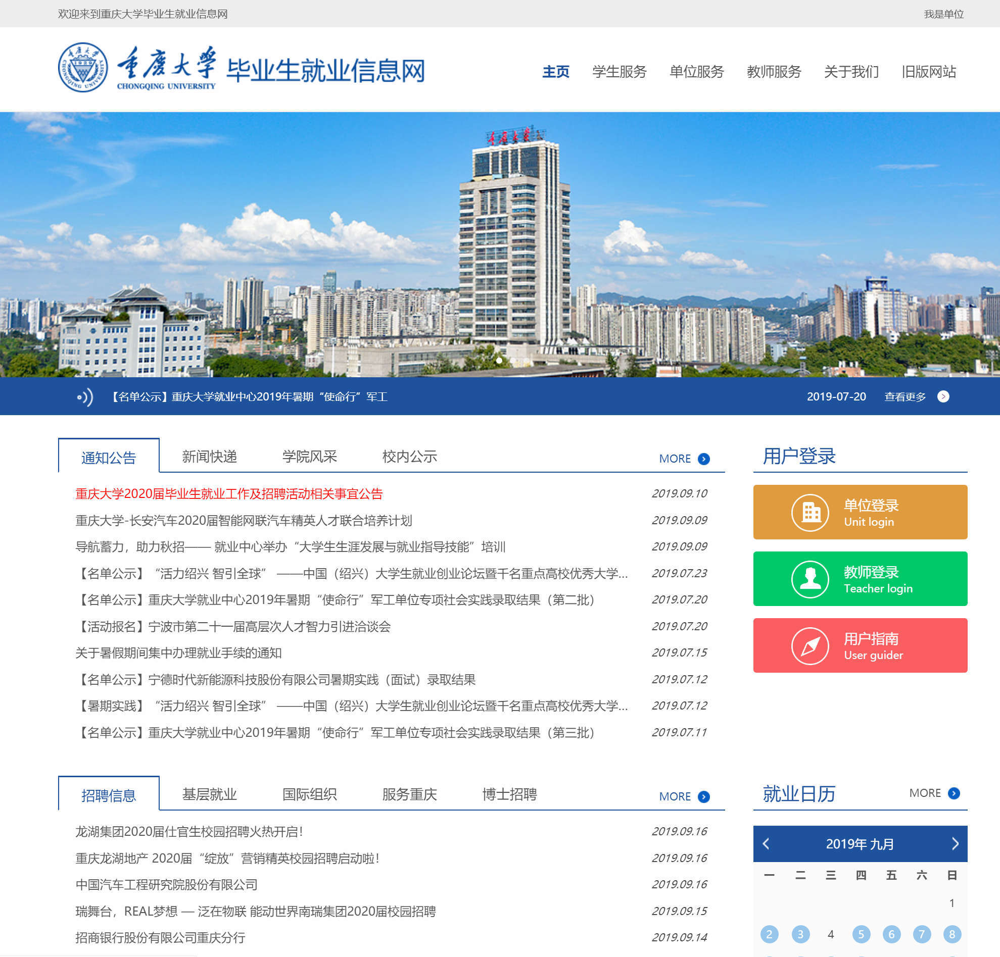 欢迎来到重庆大学毕业生就业信息网
我是单位
重庆大学
CHONGQING UNIVERSITY
1929
CHONGQING UNIVERSITY
毕业生就业信息网
主页 学生服务 单位服务 教师服务 关于我们 旧版网站
重庆大学
【名单公示】重庆大学就业中心2019年暑期“使命行”军工
2019-07-20 查看更多
通知公告 新闻快递 学院风采 校内公示 MORE
重庆大学2020届毕业生就业工作及招聘活动相关事宜公告 2019.09.10
重庆大学-长安汽车2020届智能网联汽车精英人才联合培养计划 2019.09.09
导航蓄力，助力秋招—— 就业中心举办“大学生生涯发展与就业指导技能”培训 2019.09.09
【名单公示】“活力绍兴 智引全球” ——中国（绍兴）大学生就业创业论坛暨千名重点高校优秀大学... 2019.07.23
【名单公示】重庆大学就业中心2019年暑期“使命行”军工单位专项社会实践录取结果（第二批） 2019.07.20
【活动报名】宁波市第二十一届高层次人才智力引进洽谈会 2019.07.20
关于暑假期间集中办理就业手续的通知 2019.07.15
【名单公示】宁德时代新能源科技股份有限公司暑期实践（面试）录取结果 2019.07.12
【暑期实践】“活力绍兴 智引全球” ——中国（绍兴）大学生就业创业论坛暨千名重点高校优秀大学... 2019.07.12
【名单公示】重庆大学就业中心2019年暑期“使命行”军工单位专项社会实践录取结果（第三批） 2019.07.11
用户登录
单位登录
Unit login
教师登录
Teacher login
用户指南
User guider
招聘信息 基层就业 国际组织 服务重庆 博士招聘 MORE
龙湖集团2020届仕官生校园招聘火热开启！ 2019.09.16
重庆龙湖地产 2020届“绽放”营销精英校园招聘启动啦！ 2019.09.16
中国汽车工程研究院股份有限公司 2019.09.16
瑞舞台，REAL梦想 — 泛在物联 能动世界南瑞集团2020届校园招聘 2019.09.15
招商银行股份有限公司重庆分行 2019.09.14
就业日历 MORE
2019年 九月
一 二 三 四 五 六 日
1
2 3 4 5 6 7 8